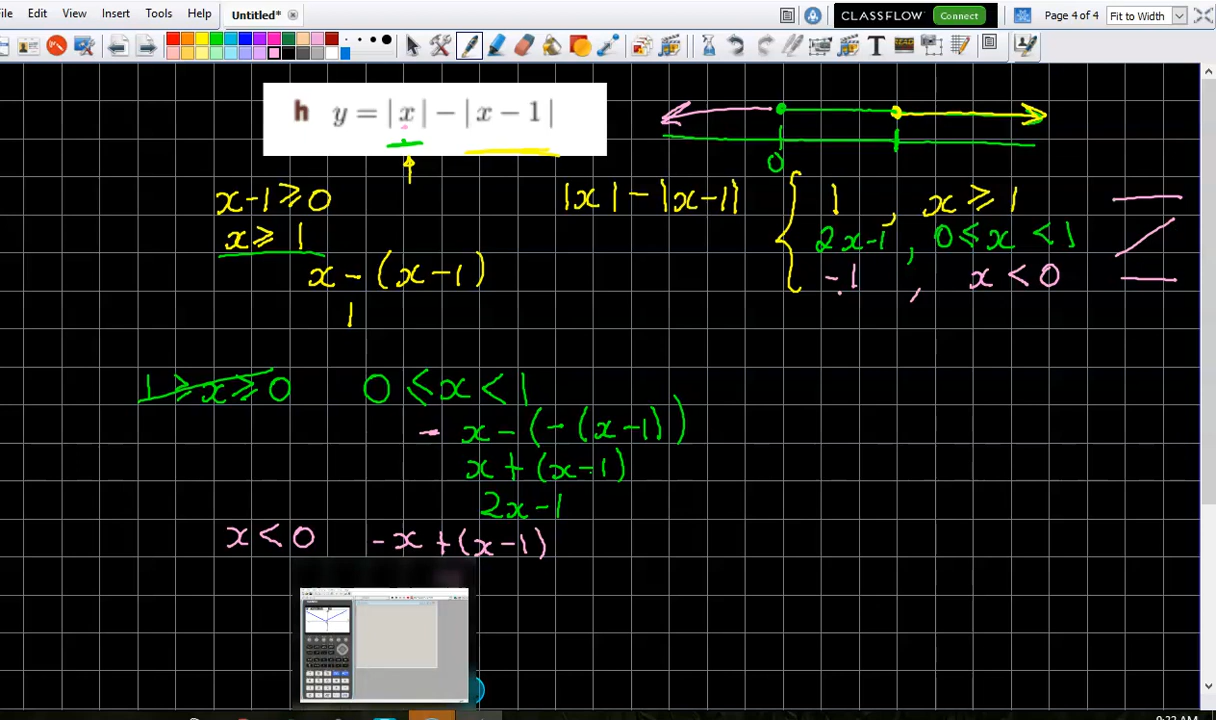 Edit View Insert Tools Help Untitled* CLASSFLOW Connect Page 4 of 4 Fit to Width
h y = | x | − | x − 1 |
0
x-1 ≥ 0
x ≥ 1
x - (x - 1)
1
|x| - |x-1| { 1 , x ≥ 1
2x-1 , 0 ≤ x < 1
-1 , x < 0
1 ≥ x ≥ 0 0 < x < 1
- x - (-(x-1))
x + (x-1)
2x-1
x < 0 -x + (x-1)